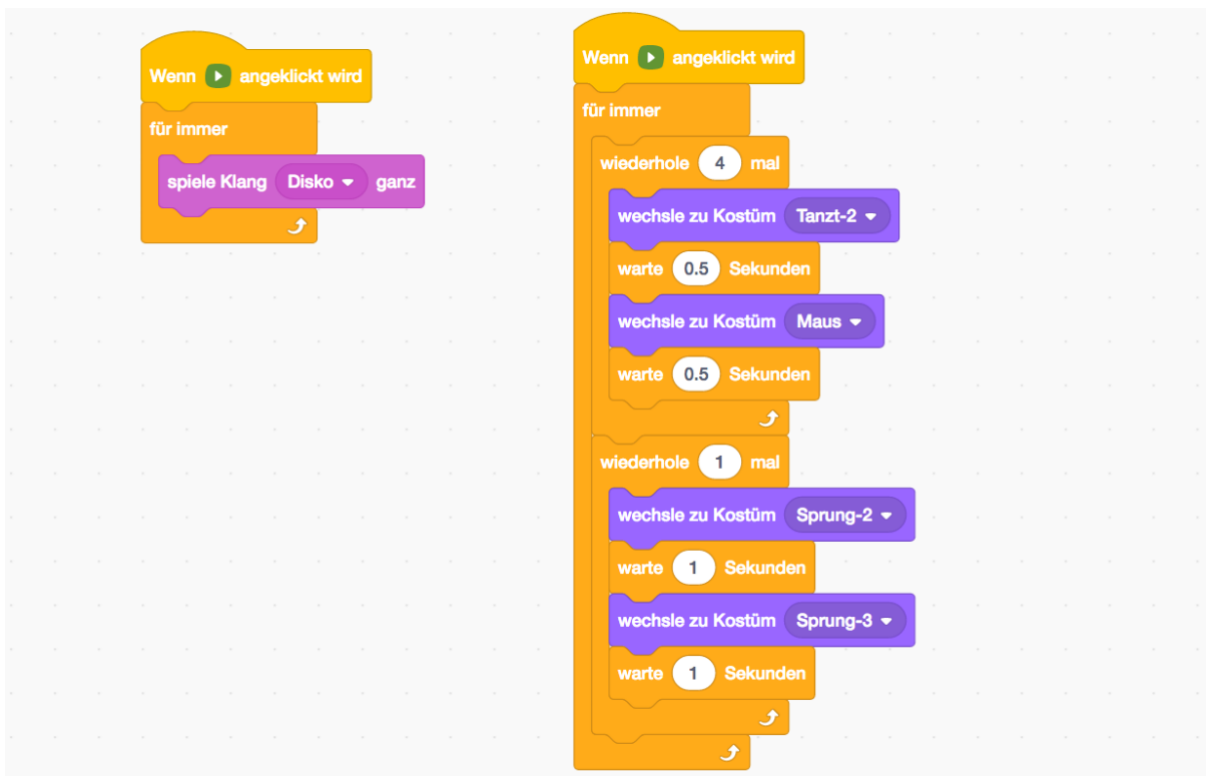 Wenn angeklickt wird
für immer
spiele Klang Disko ganz
Wenn angeklickt wird
für immer
wiederhole 4 mal
wechsle zu Kostüm Tanzt-2
warte 0.5 Sekunden
wechsle zu Kostüm Maus
warte 0.5 Sekunden
wiederhole 1 mal
wechsle zu Kostüm Sprung-2
warte 1 Sekunden
wechsle zu Kostüm Sprung-3
warte 1 Sekunden